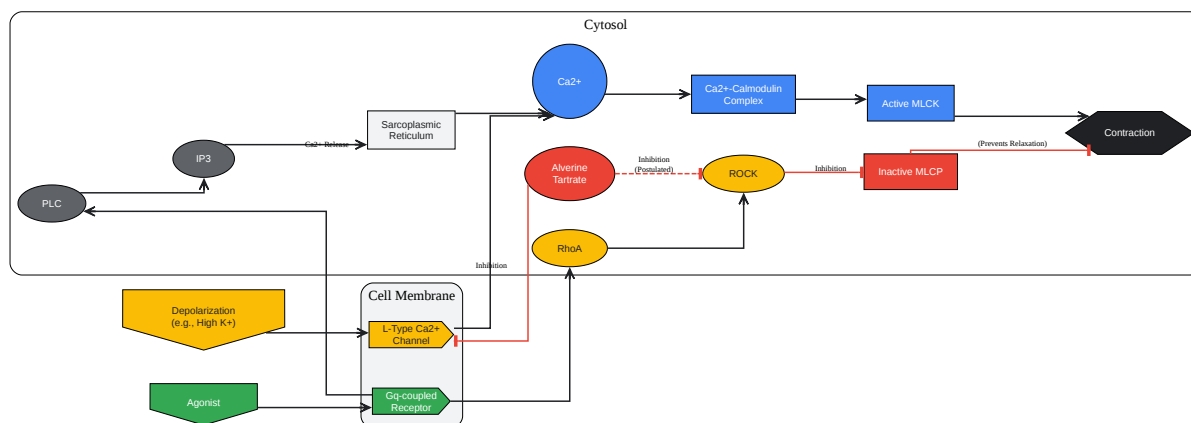 Cytosol
Ca2+
Ca2+-Calmodulin
Complex
Active MLCK
Sarcoplasmic
Reticulum
Contraction
(Prevents Relaxation)
Ca2+ Release
IP3
Alverine
Tartrate
Inhibition
(Postulated)
ROCK
Inhibition
Inactive MLCP
PLC
RhoA
Inhibition
Cell Membrane
Depolarization
(e.g., High K+)
L-Type Ca2+
Channel
Agonist
Gq-coupled
Receptor